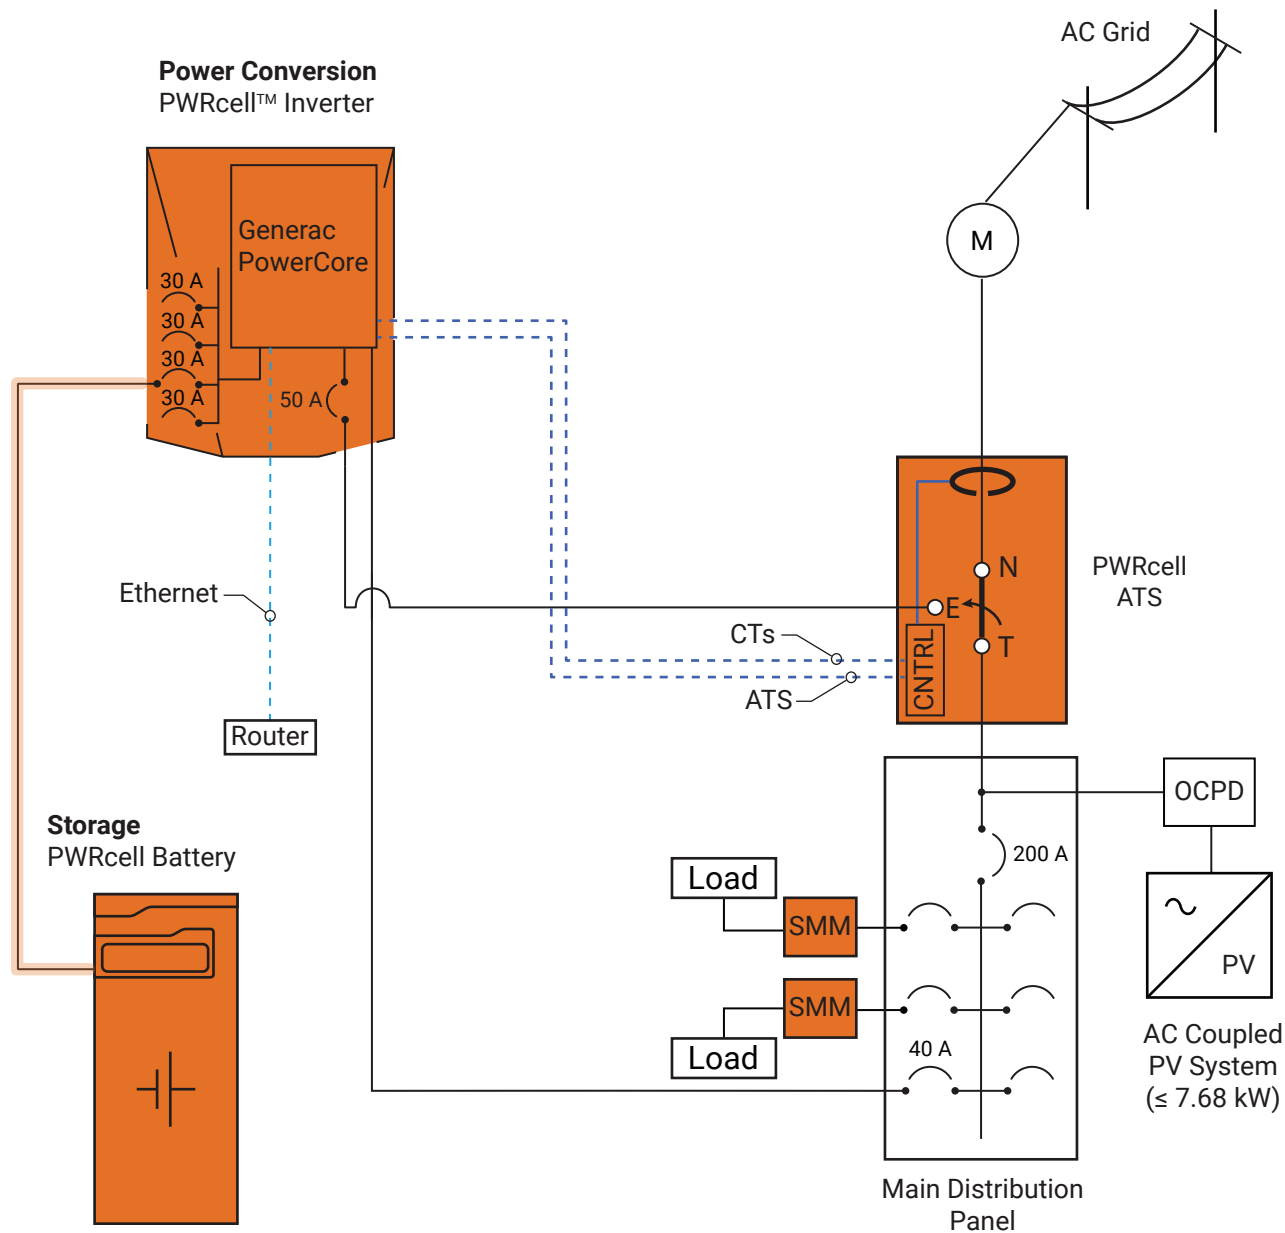 AC Grid
Power Conversion
PWRcell™ Inverter
Generac
PowerCore
30 A
30 A
30 A
30 A
50 A
M
N
E
T
CNTRL
PWRcell
ATS
Ethernet
CTs
ATS
Router
Storage
PWRcell Battery
OCPD
200 A
Load
SMM
SMM
Load
40 A
PV
AC Coupled
PV System
(≤ 7.68 kW)
Main Distribution
Panel